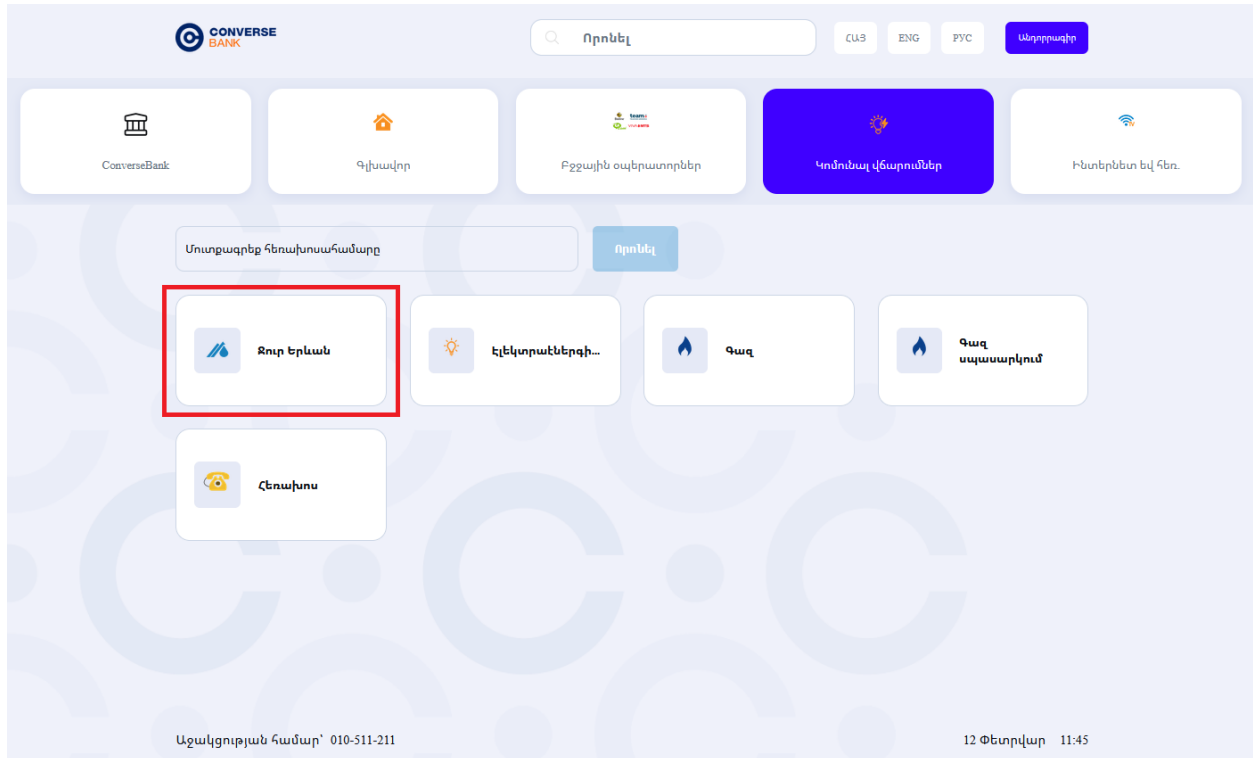 CONVERSE
BANK
Որոնել
ՀԱՅ
ENG
РУС
Անդորրագիր
ConverseBank
Գլխավոր
Բջջային օպերատորներ
Կոմունալ վճարումներ
Ինտերնետ եվ հեռ.
Մուտքագրեք հեռախոսահամարը
Որոնել
Ջուր Երևան
Էլեկտրաէներգի...
Գազ
Գազ
սպասարկում
Հեռախոս
Աջակցության համար՝ 010-511-211
12 Փետրվար 11:45